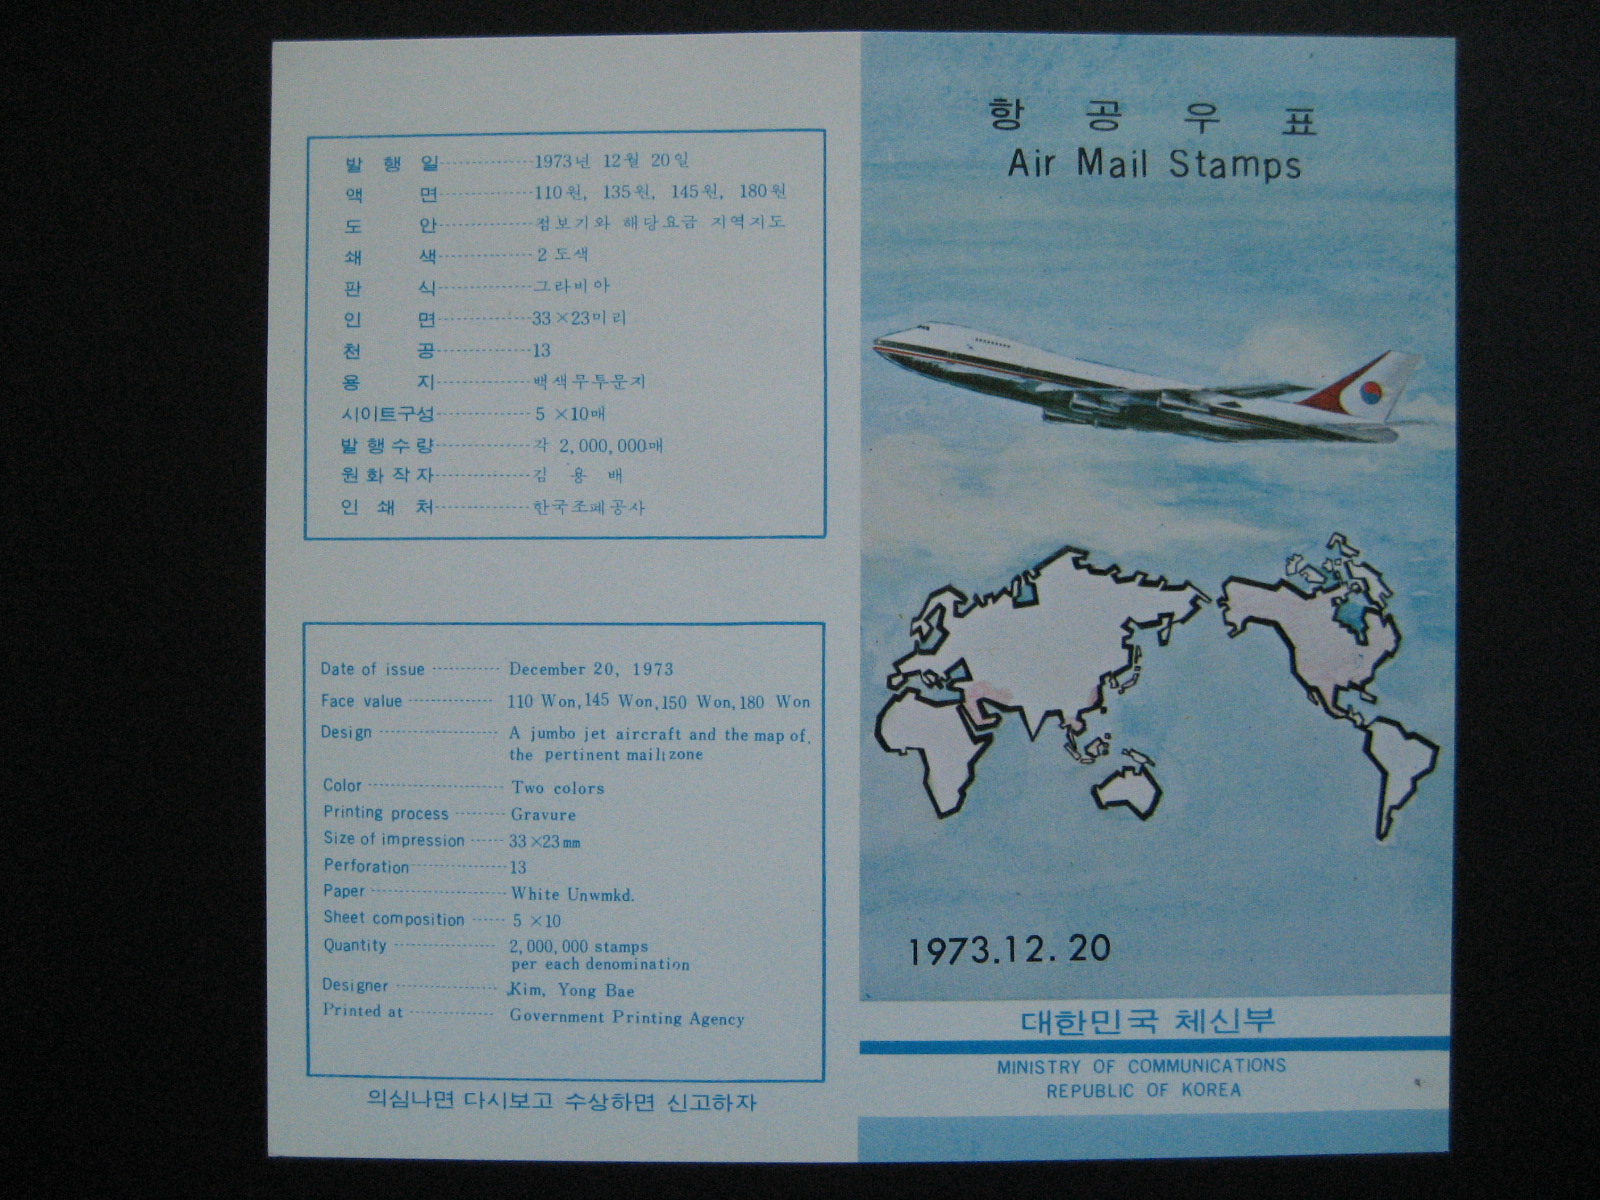 발 행 일 1973년 12월 20일
액 면 110원, 135원, 145원, 180원
도 안 점보기와 해당요금 지역지도
쇄 색 2 도색
판 식 그라비아
인 면 33×23미리
천 공 13
용 지 백색무투문지
시이트구성 5 ×10매
발행수량 각 2,000,000매
원화작자 김 용 배
인 쇄 처 한국조폐공사
Date of issue December 20, 1973
Face value 110 Won, 145 Won, 150 Won, 180 Won
Design A jumbo jet aircraft and the map of
the pertinent mail zone
Color Two colors
Printing process Gravure
Size of impression 33×23mm
Perforation 13
Paper White Unwmkd.
Sheet composition 5 ×10
Quantity 2,000,000 stamps
per each denomination
Designer Kim, Yong Bae
Printed at Government Printing Agency
의심나면 다시보고 수상하면 신고하자
항 공 우 표
Air Mail Stamps
1973.12.20
대한민국 체신부
MINISTRY OF COMMUNICATIONS
REPUBLIC OF KOREA